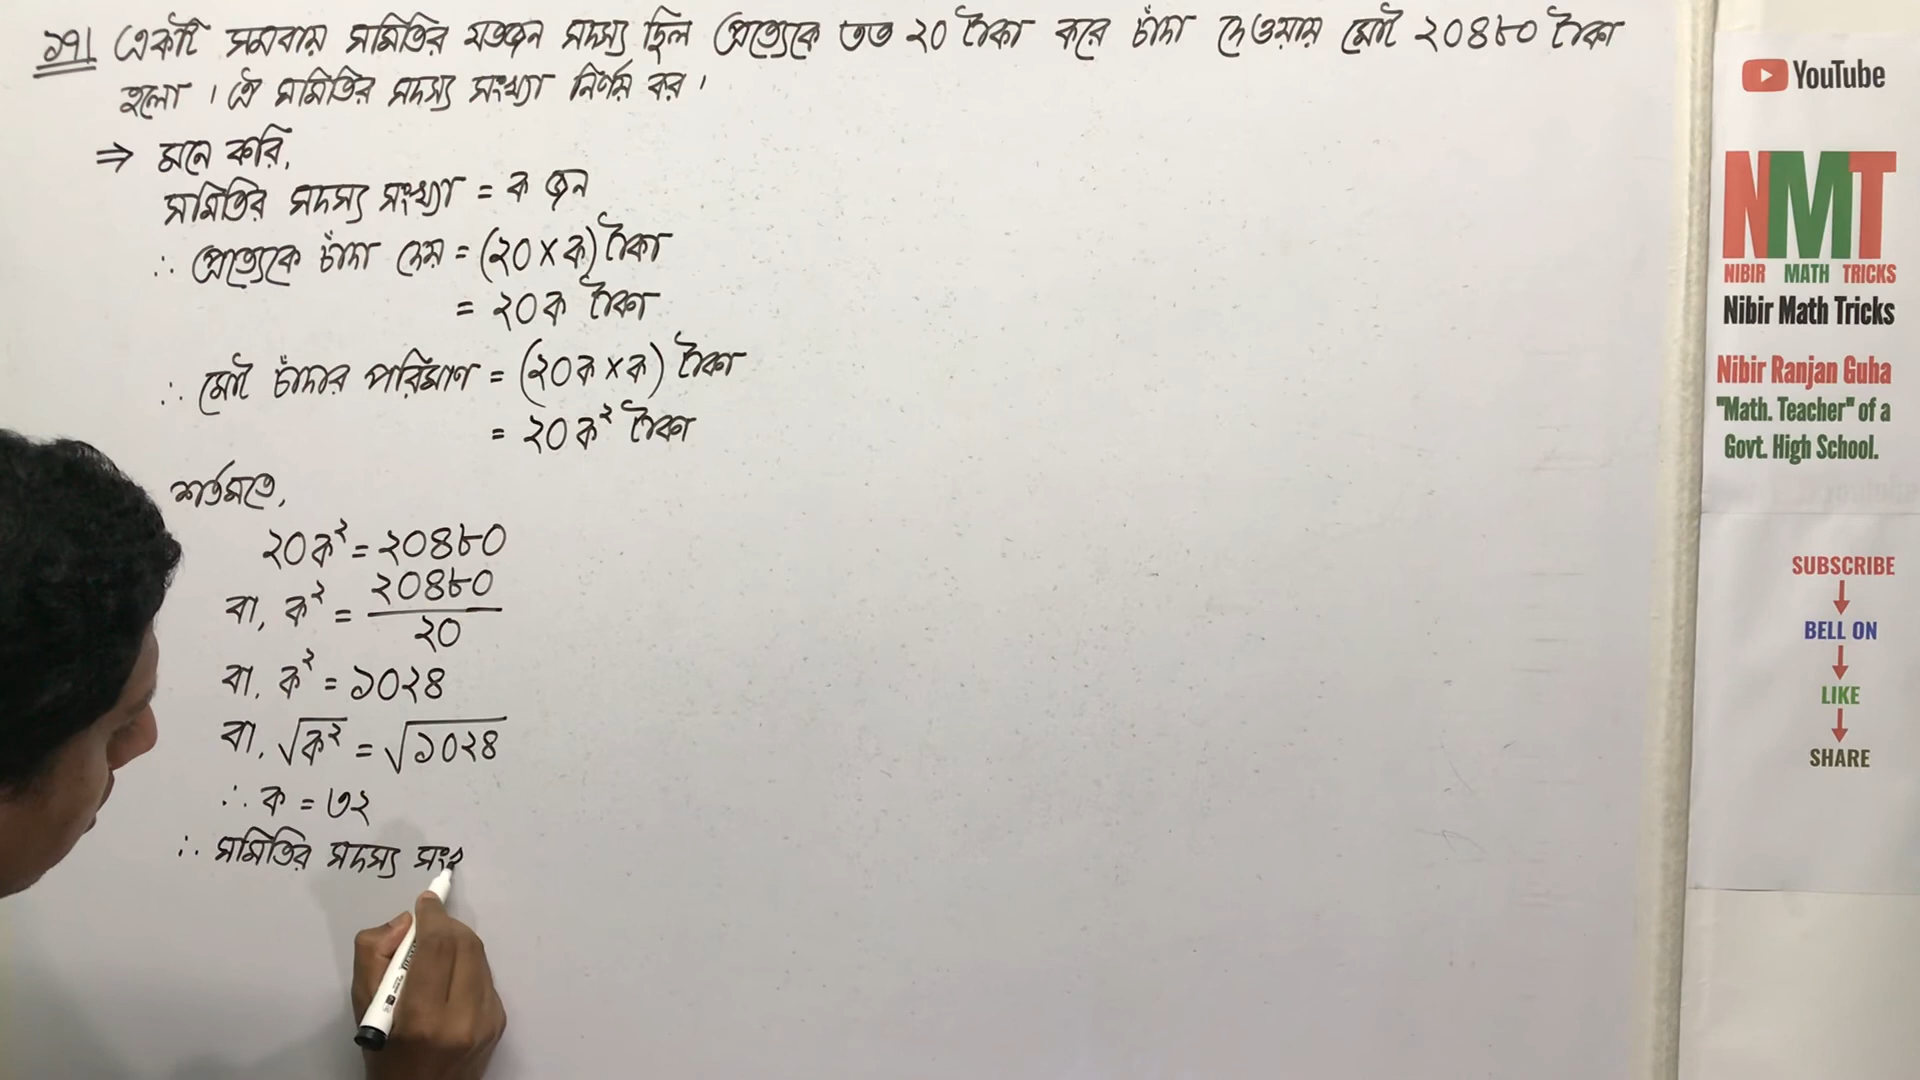 ১৭। একটি সমবায় সমিতির যতজন সদস্য ছিল প্রত্যেকে তত ২০ টাকা করে চাঁদা দেওয়ায় মোট ২০৪৮০ টাকা
হলো। ঐ সমিতির সদস্য সংখ্যা নির্ণয় কর।
⇒ মনে করি,
সমিতির সদস্য সংখ্যা = ক জন
∴ প্রত্যেকে চাঁদা দেয় = (২০ × ক) টাকা
= ২০ক টাকা
∴ মোট চাঁদার পরিমাণ = (২০ক × ক) টাকা
= ২০ক² টাকা
শর্তমতে,
২০ক² = ২০৪৮০
বা, ক² = ২০৪৮০/২০
বা, ক² = ১০২৪
বা, √ক² = √১০২৪
∴ ক = ৩২
∴ সমিতির সদস্য সংখ
YouTube
NMT
NIBIR MATH TRICKS
Nibir Math Tricks
Nibir Ranjan Guha
"Math. Teacher" of a
Govt. High School.
SUBSCRIBE
↓
BELL ON
↓
LIKE
↓
SHARE